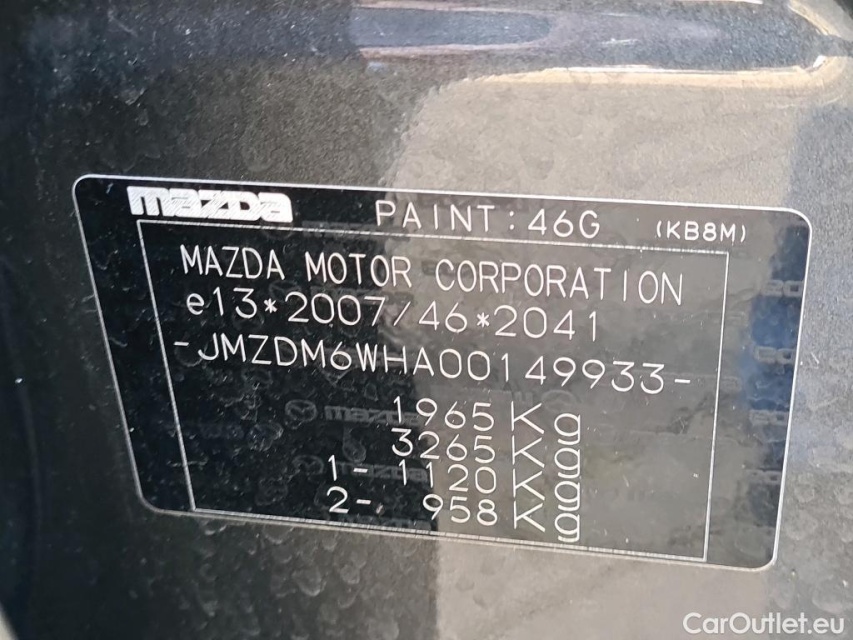 mazda PAINT:46G (KB8M)
MAZDA MOTOR CORPORATION
e13*2007/46*2041
-JMZDM6WHA00149933-
1965Kg
3265Kg
1- 1120Kg
2- 958Kg
CarOutlet.eu